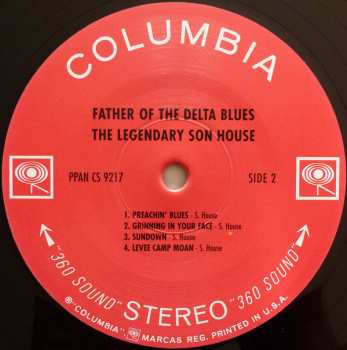 COLUMBIA
FATHER OF THE DELTA BLUES
THE LEGENDARY SON HOUSE
PPAN CS 9217
SIDE 2
1. PREACHIN' BLUES - S. House
2. GRINNING IN YOUR FACE - S. House
3. SUNDOWN - S. House
4. LEVEE CAMP MOAN - S. House
"360 SOUND" STEREO "360 SOUND"
® "COLUMBIA", MARCAS REG. PRINTED IN U.S.A.